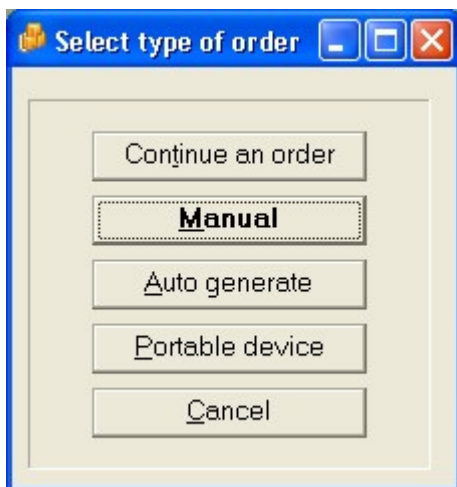 Select type of order
Continue an order
Manual
Auto generate
Portable device
Cancel